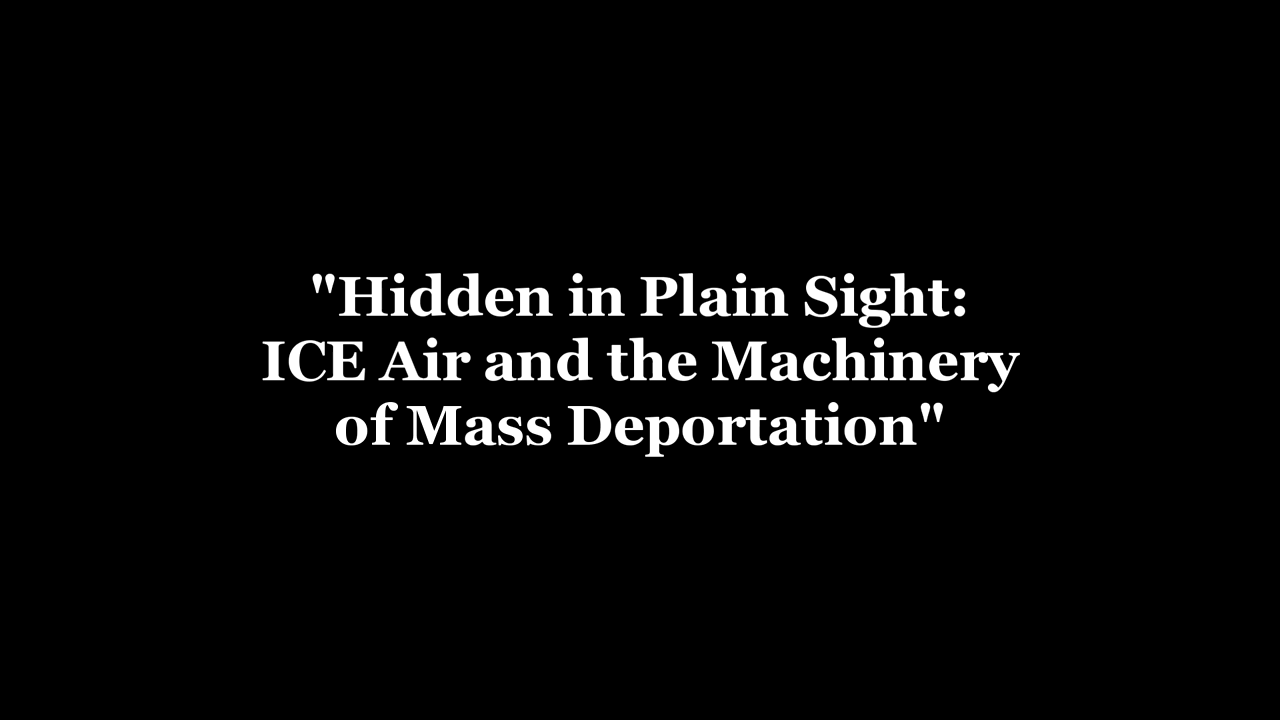 "Hidden in Plain Sight:
ICE Air and the Machinery
of Mass Deportation"